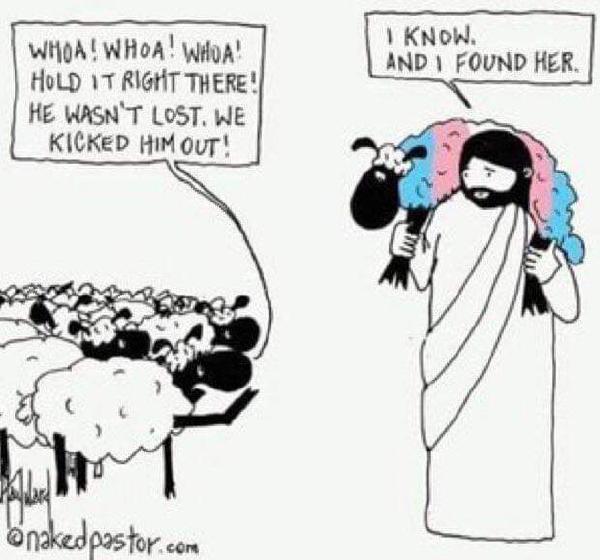 WHOA! WHOA! WHOA!
HOLD IT RIGHT THERE!
HE WASN'T LOST. WE
KICKED HIM OUT!
I KNOW.
AND I FOUND HER.
©nakedpastor.com